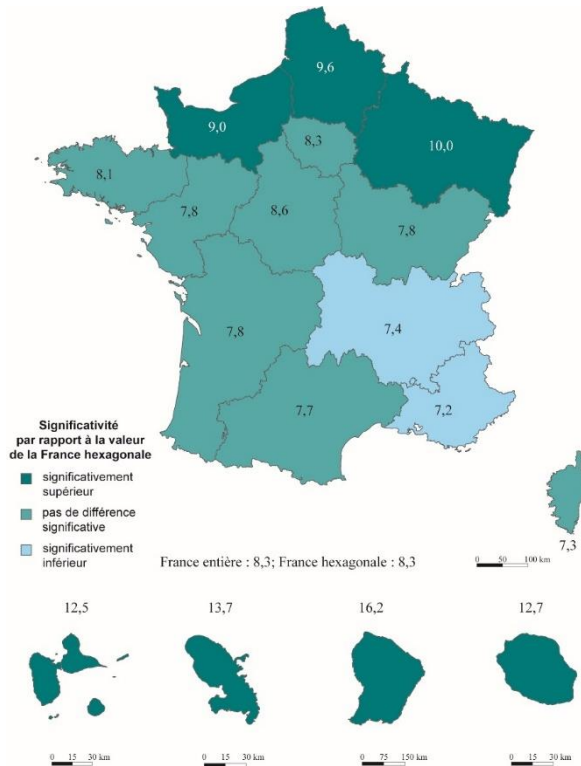 9,6
9,0
8,3
10,0
8,1
7,8
8,6
7,8
7,8
7,4
7,7
7,2
Significativité
par rapport à la valeur
de la France hexagonale
significativement
supérieur
pas de différence
significative
significativement
inférieur
7,3
France entière : 8,3; France hexagonale : 8,3
0 50 100 km
12,5
13,7
16,2
12,7
0 15 30 km
0 15 30 km
0 75 150 km
0 15 30 km